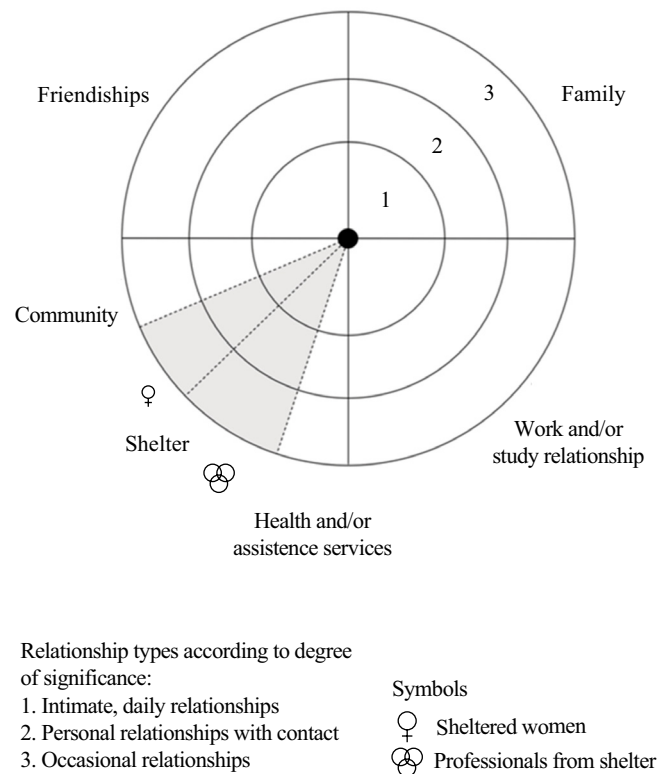 Friendiships
3
Family
2
1
Community
Shelter
Work and/or
study relationship
Health and/or
assistence services
Relationship types according to degree
of significance:
1. Intimate, daily relationships
2. Personal relationships with contact
3. Occasional relationships
Symbols
Sheltered women
Professionals from shelter